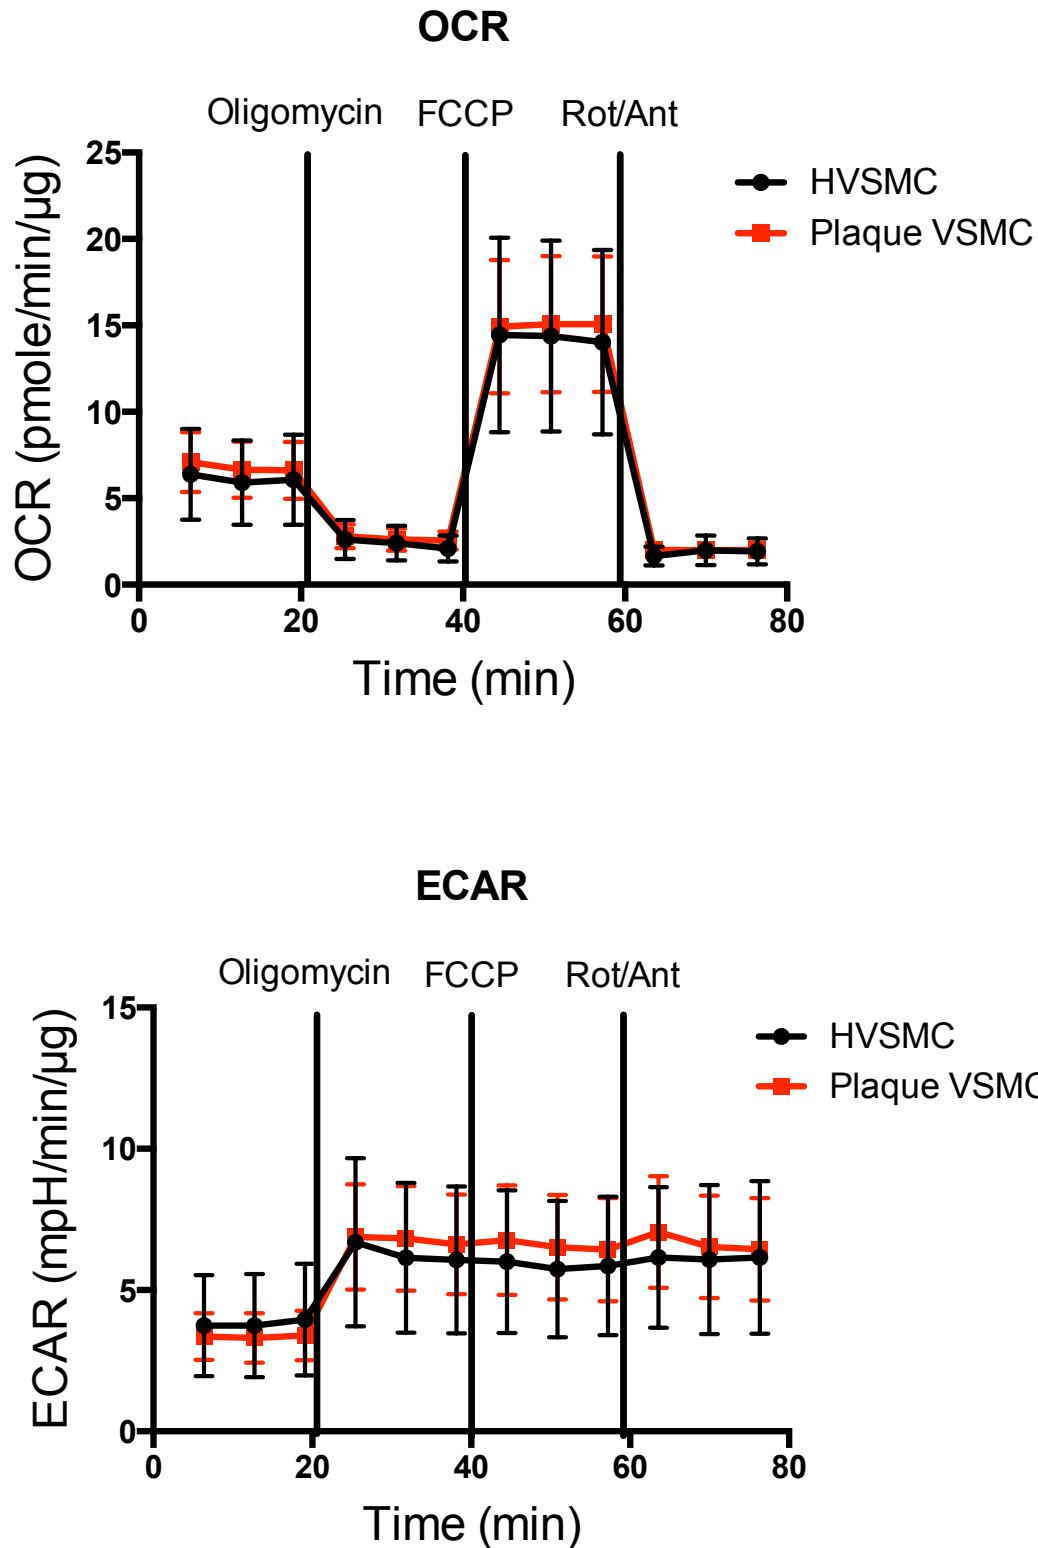 OCR
Oligomycin FCCP Rot/Ant
25
20
15
10
5
0
OCR (pmole/min/µg)
HVSMC
Plaque VSMC
0 20 40 60 80
Time (min)
ECAR
Oligomycin FCCP Rot/Ant
15
10
5
0
ECAR (mpH/min/µg)
HVSMC
Plaque VSMC
0 20 40 60 80
Time (min)